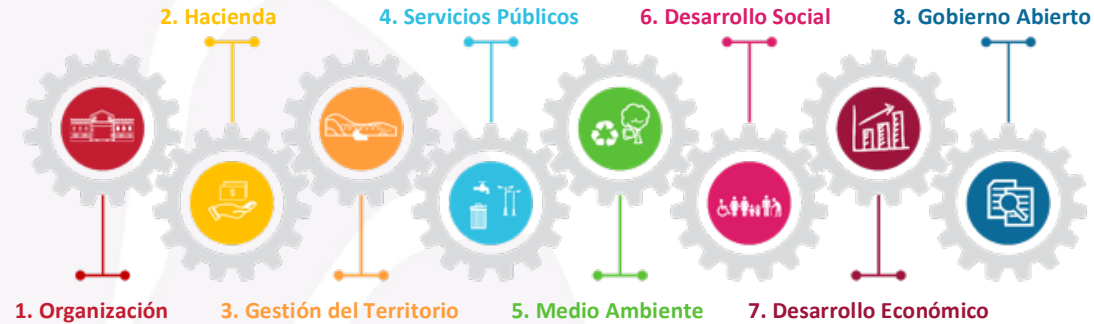 2. Hacienda
4. Servicios Públicos
6. Desarrollo Social
8. Gobierno Abierto
$
1. Organización
3. Gestión del Territorio
5. Medio Ambiente
7. Desarrollo Económico